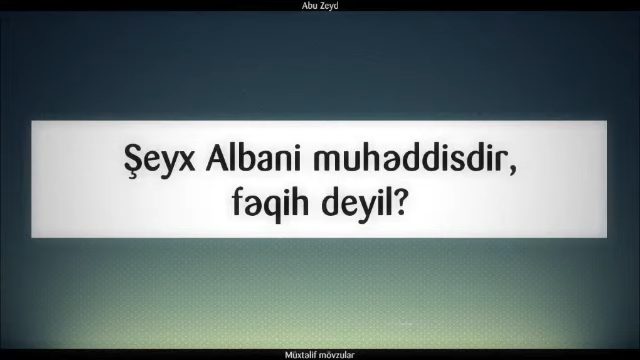 Abu Zeyd
Şeyx Albani muhəddisdir,
fəqih deyil?
Müxtəlif mövzular